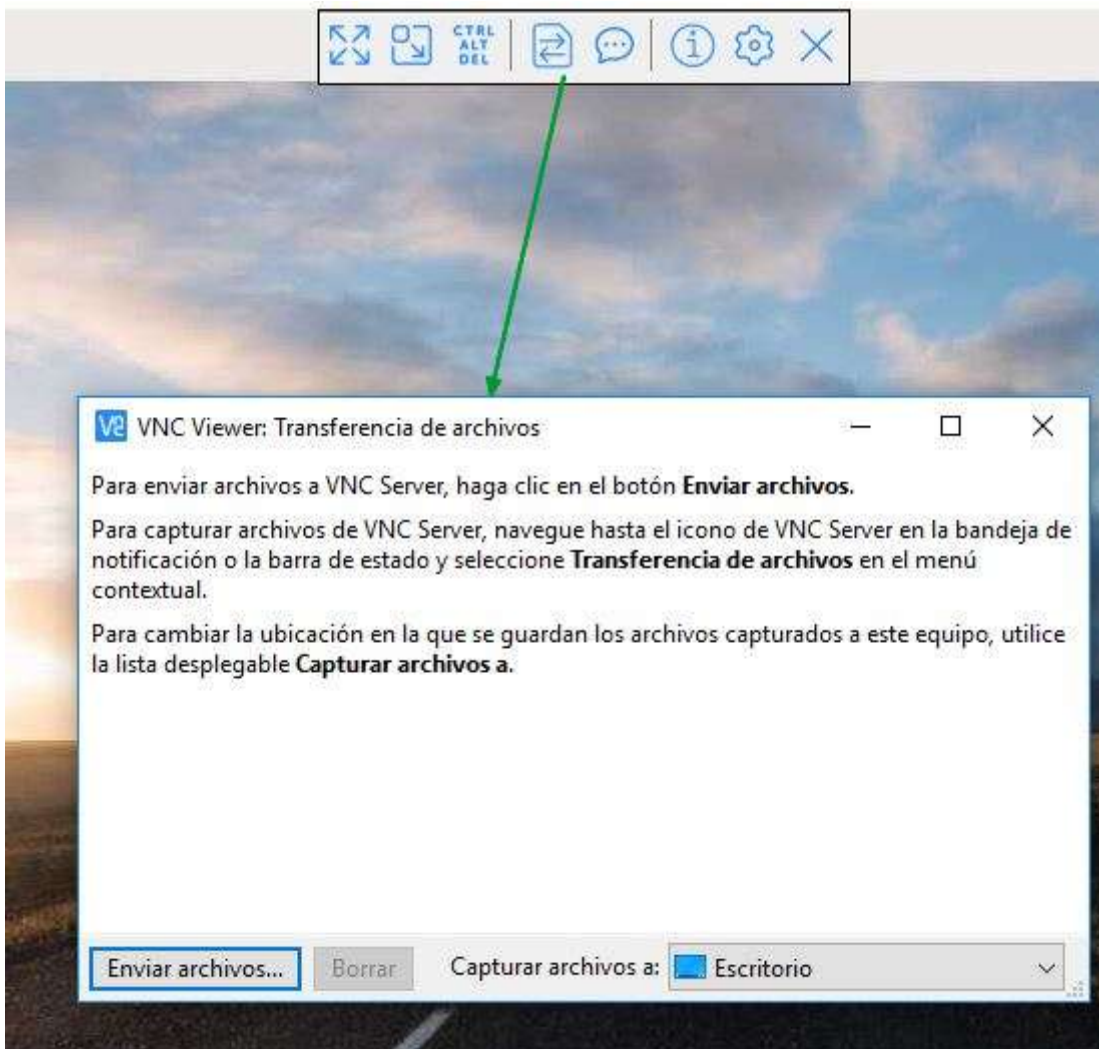 CTRL
ALT
DEL
VNC Viewer: Transferencia de archivos
Para enviar archivos a VNC Server, haga clic en el botón Enviar archivos.
Para capturar archivos de VNC Server, navegue hasta el icono de VNC Server en la bandeja de
notificación o la barra de estado y seleccione Transferencia de archivos en el menú
contextual.
Para cambiar la ubicación en la que se guardan los archivos capturados a este equipo, utilice
la lista desplegable Capturar archivos a.
Enviar archivos... Borrar Capturar archivos a: Escritorio